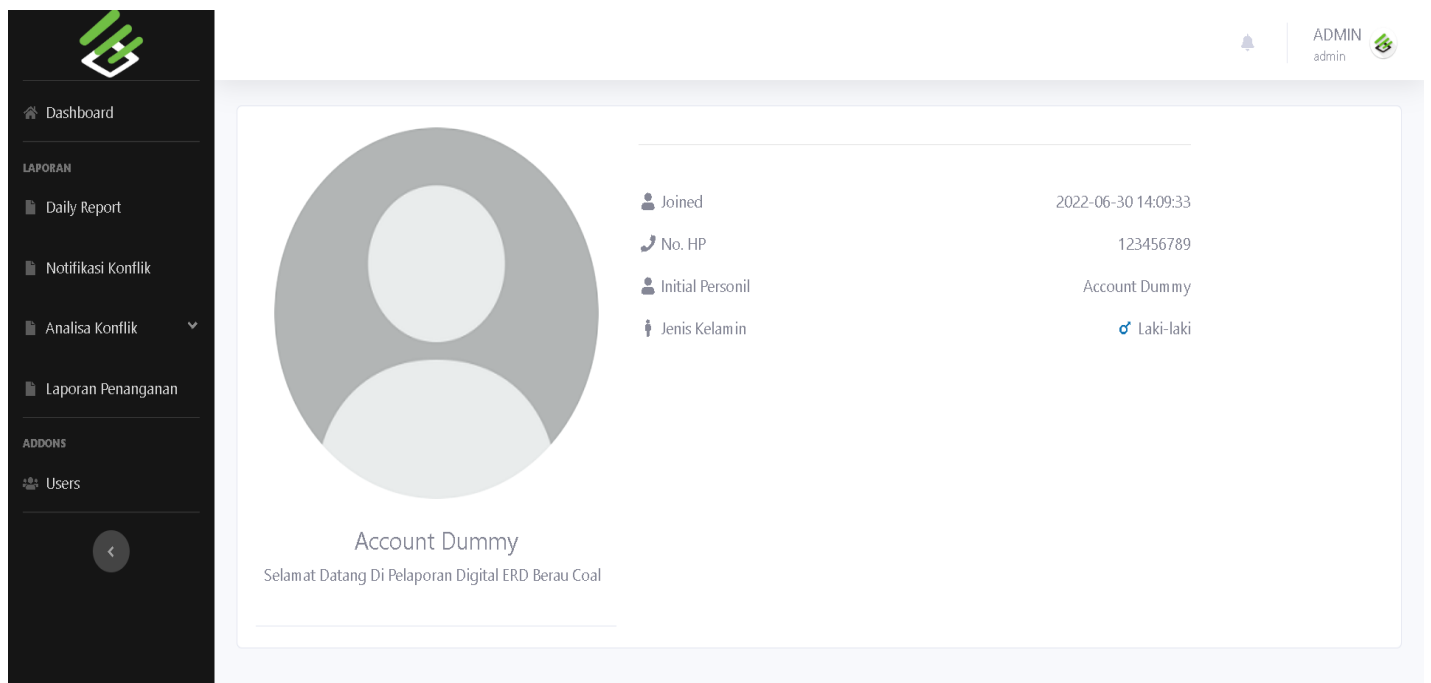 ADMIN
admin
Dashboard
LAPORAN
Daily Report
Notifikasi Konflik
Analisa Konflik
Laporan Penanganan
ADDONS
Users
Joined 2022-06-30 14:09:33
No. HP 123456789
Initial Personil Account Dummy
Jenis Kelamin Laki-laki
Account Dummy
Selamat Datang Di Pelaporan Digital ERD Berau Coal